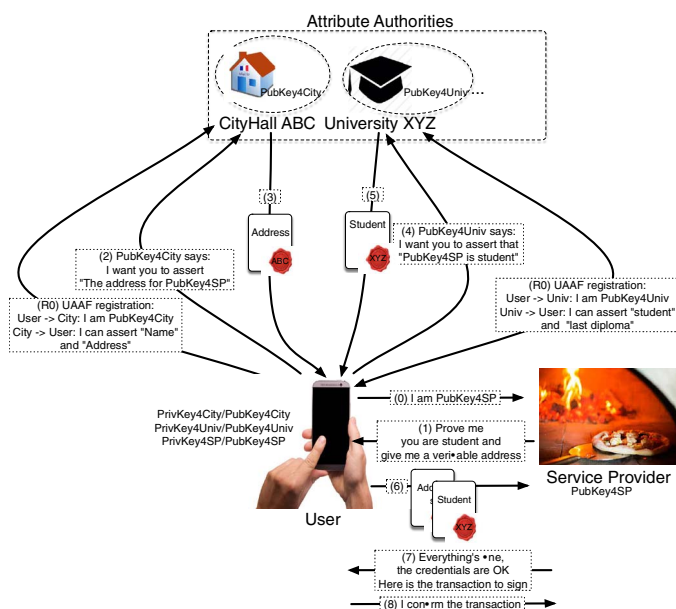 Attribute Authorities
PubKey4City
PubKey4Univ ...
CityHall ABC
University XYZ
(3)
(5)
Address
ABC
Student
XYZ
(2) PubKey4City says:
I want you to assert
"The address for PubKey4SP"
(4) PubKey4Univ says:
I want you to assert that
"PubKey4SP is student"
(R0) UAAF registration:
User -> City: I am PubKey4City
City -> User: I can assert "Name"
and "Address"
(R0) UAAF registration:
User -> Univ: I am PubKey4Univ
Univ -> User: I can assert "student"
and "last diploma"
PrivKey4City/PubKey4City
PrivKey4Univ/PubKey4Univ
PrivKey4SP/PubKey4SP
User
(0) I am PubKey4SP
(1) Prove me
you are student and
give me a veri•able address
Service Provider
PubKey4SP
(6)
Student
XYZ
(7) Everything's •ne,
the credentials are OK
Here is the transaction to sign
(8) I con•rm the transaction